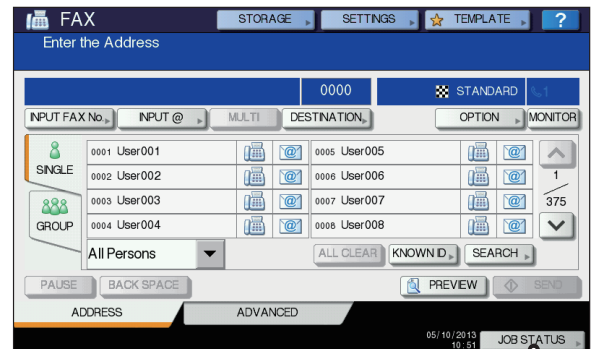 FAX STORAGE SETTINGS TEMPLATE ?
Enter the Address
0000 STANDARD 1
INPUT FAX No. INPUT @ MULTI DESTINATION OPTION MONITOR
SINGLE
GROUP
0001 User001 @ 0005 User005 @
0002 User002 @ 0006 User006 @
0003 User003 @ 0007 User007 @
0004 User004 @ 0008 User008 @
1
375
All Persons ALL CLEAR KNOWN ID SEARCH
PAUSE BACK SPACE PREVIEW SEND
ADDRESS ADVANCED
05/10/2013
10:51 JOB STATUS